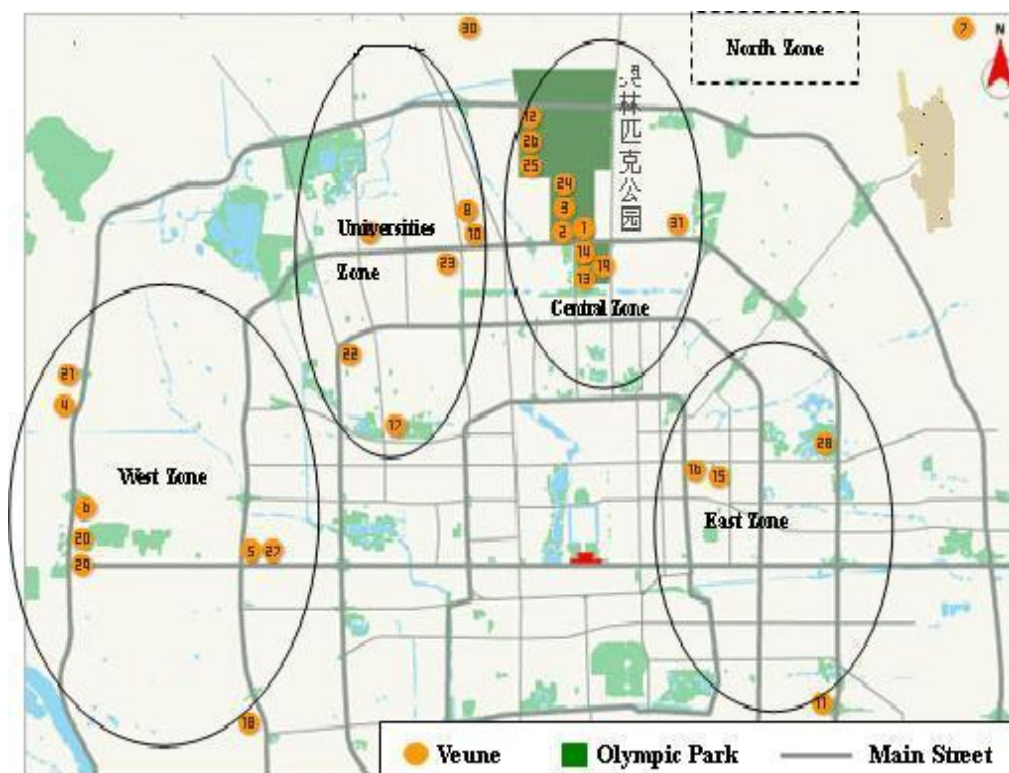 30
7
North Zone
N
奥林匹克公园
12
26
25
24
8
3
31
Universities
10
2
1
Zone
23
14
19
13
Central Zone
22
21
4
17
28
West Zone
16
15
6
East Zone
20
5
27
29
11
18
Veune
Olympic Park
Main Street